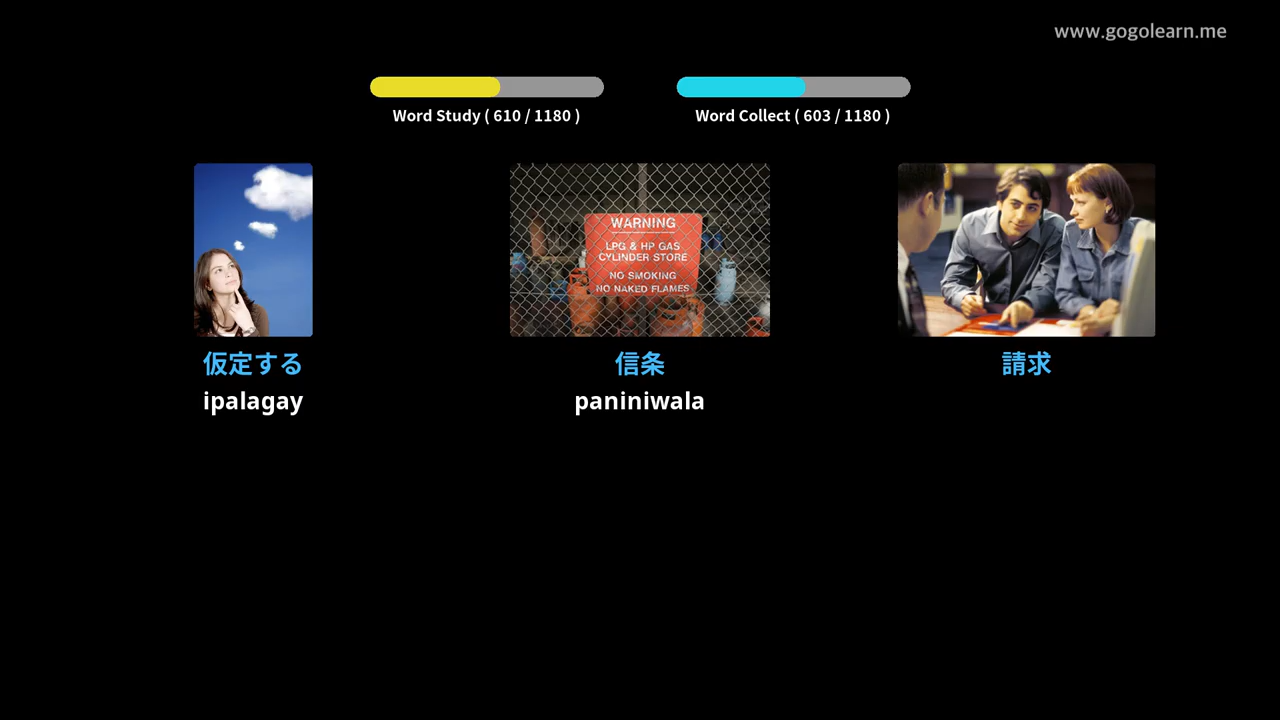 www.gogolearn.me
Word Study ( 610 / 1180 )
Word Collect ( 603 / 1180 )
WARNING
LPG & HP GAS
CYLINDER STORE
NO SMOKING
NO NAKED FLAMES
仮定する
信条
請求
ipalagay
paniniwala